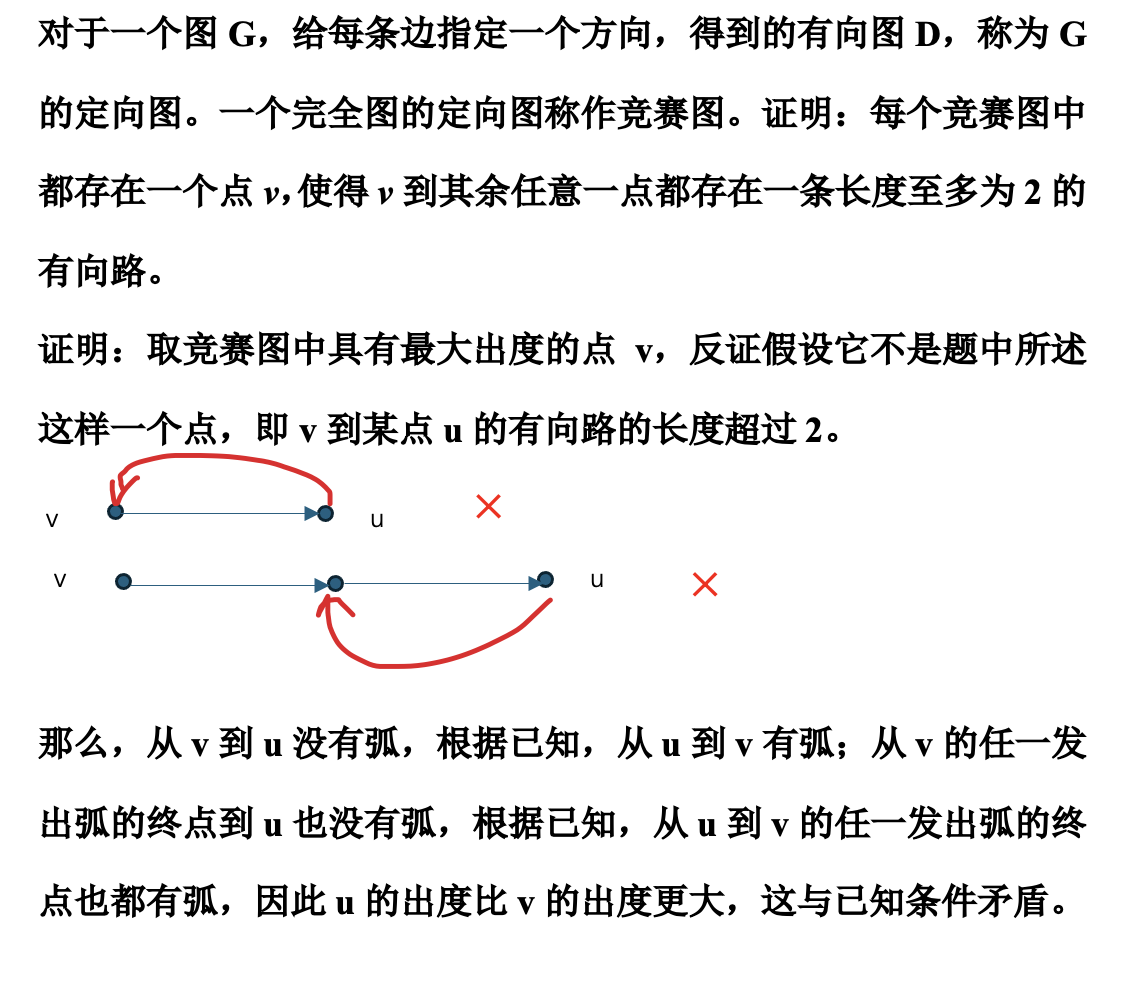 对于一个图 G，给每条边指定一个方向，得到的有向图 D，称为 G
的定向图。一个完全图的定向图称作竞赛图。证明：每个竞赛图中
都存在一个点 v,使得 v 到其余任意一点都存在一条长度至多为 2 的
有向路。
证明：取竞赛图中具有最大出度的点 v，反证假设它不是题中所述
这样一个点，即 v 到某点 u 的有向路的长度超过 2。
v u
v u
那么，从 v 到 u 没有弧，根据已知，从 u 到 v 有弧；从 v 的任一发
出弧的终点到 u 也没有弧，根据已知，从 u 到 v 的任一发出弧的终
点也都有弧，因此 u 的出度比 v 的出度更大，这与已知条件矛盾。